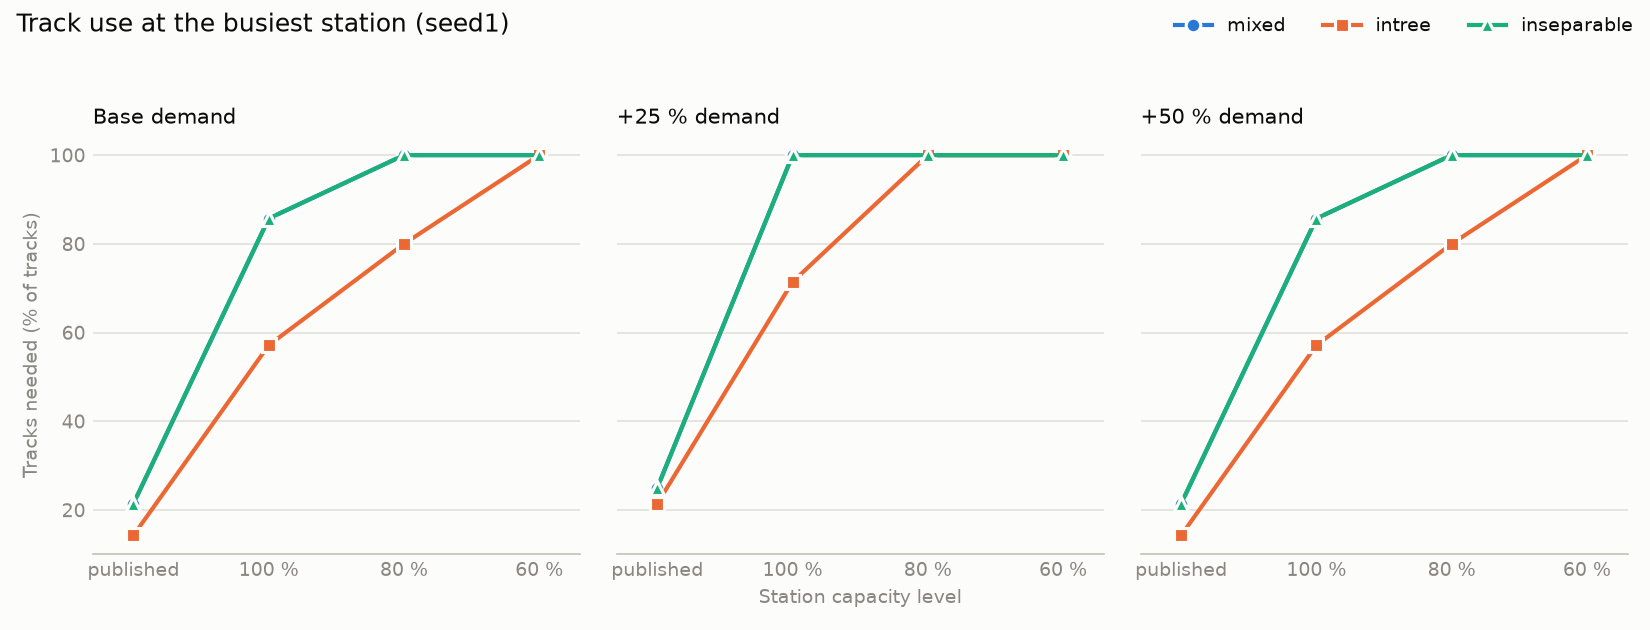 Track use at the busiest station (seed1)
mixed intree inseparable
Base demand
+25 % demand
+50 % demand
Tracks needed (% of tracks)
100
80
60
40
20
published 100 % 80 % 60 %
published 100 % 80 % 60 %
published 100 % 80 % 60 %
Station capacity level